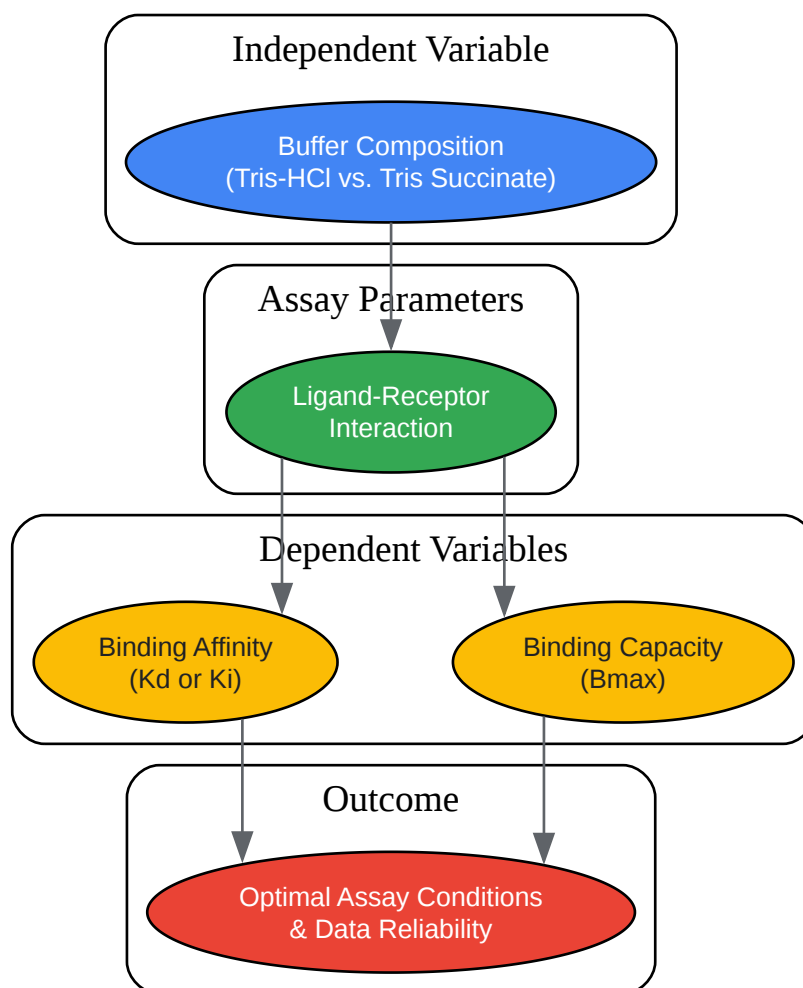 Independent Variable
Buffer Composition
(Tris-HCl vs. Tris Succinate)
Assay Parameters
Ligand-Receptor
Interaction
Dependent Variables
Binding Affinity
(Kd or Ki)
Binding Capacity
(Bmax)
Outcome
Optimal Assay Conditions
& Data Reliability